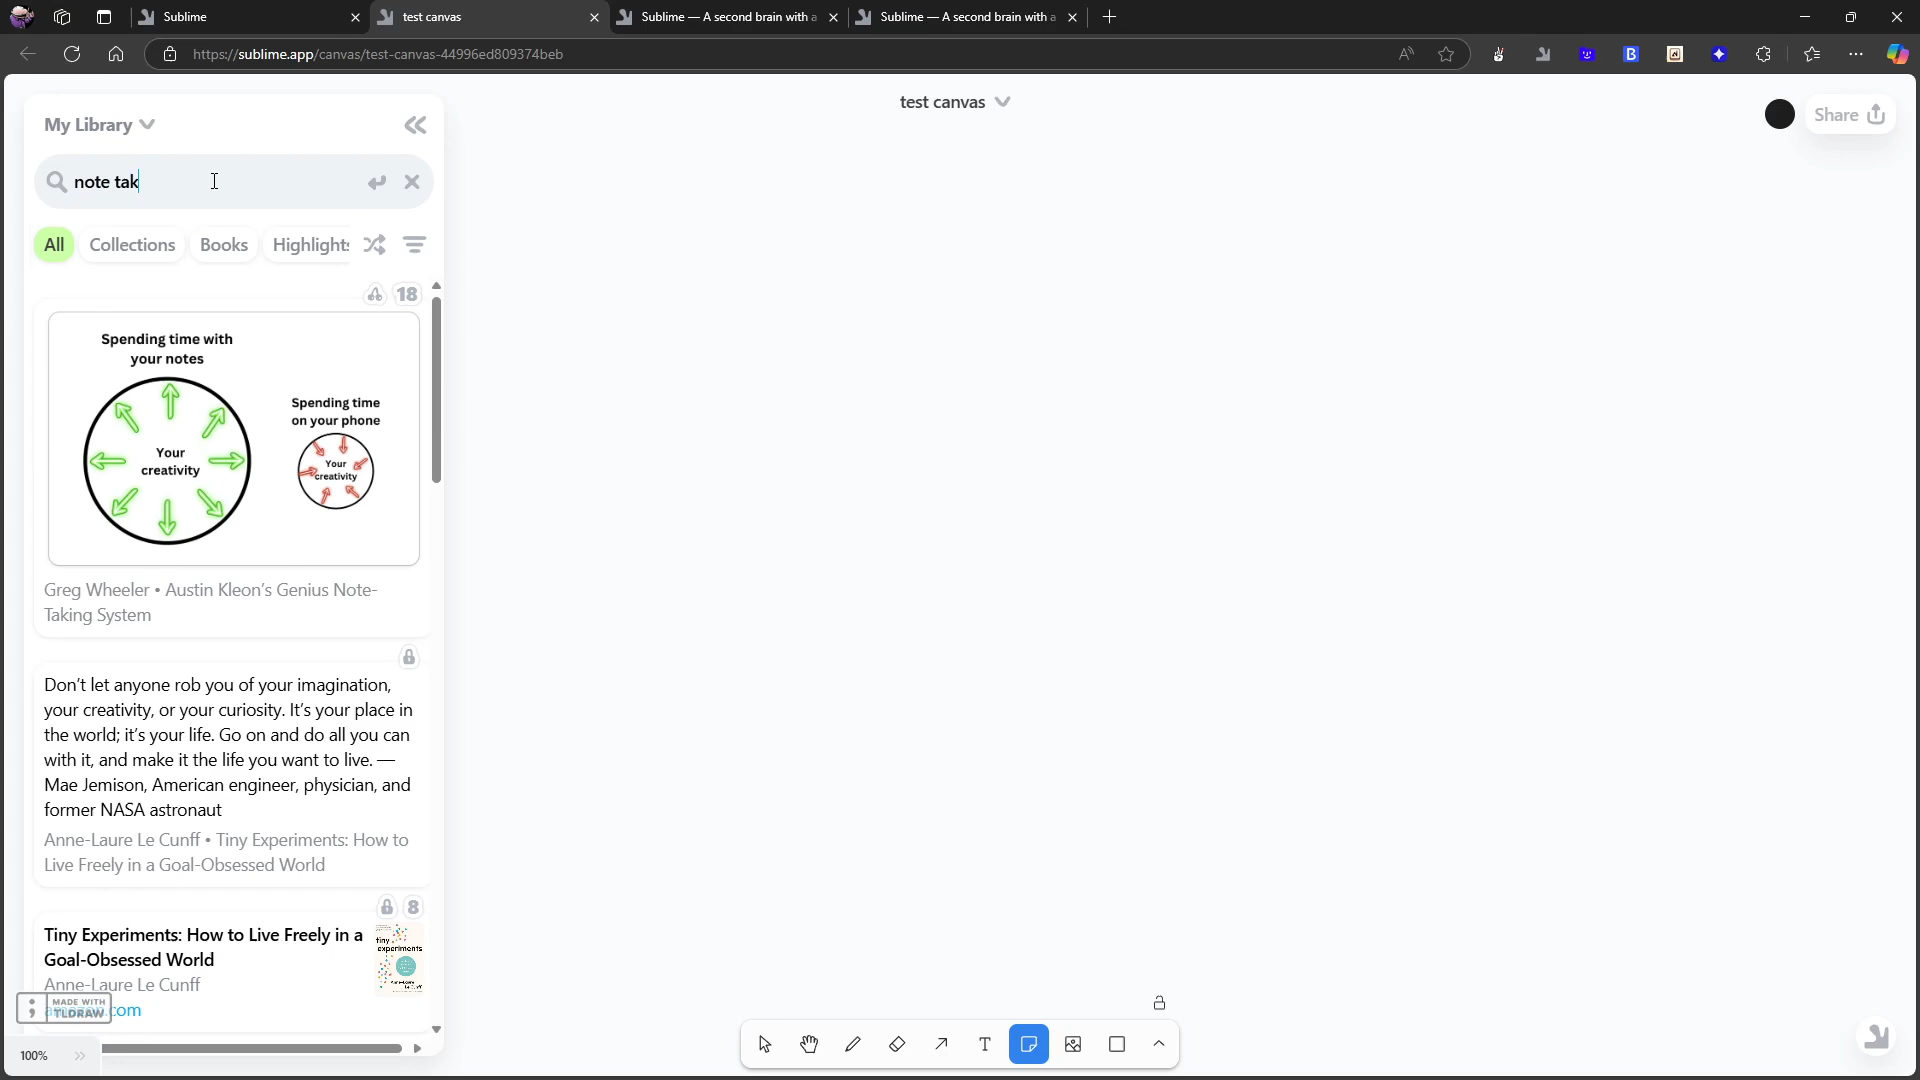 Sublime
test canvas
Sublime — A second brain with a
Sublime — A second brain with a
https://sublime.app/canvas/test-canvas-44996ed809374beb
My Library
test canvas
Share
note tak
All
Collections
Books
Highlights
18
Spending time with
your notes
Your
creativity
Spending time
on your phone
Your
creativity
Greg Wheeler • Austin Kleon's Genius Note-
Taking System
Don't let anyone rob you of your imagination,
your creativity, or your curiosity. It's your place in
the world; it's your life. Go on and do all you can
with it, and make it the life you want to live. —
Mae Jemison, American engineer, physician, and
former NASA astronaut
Anne-Laure Le Cunff • Tiny Experiments: How to
Live Freely in a Goal-Obsessed World
8
Tiny Experiments: How to Live Freely in a
Goal-Obsessed World
tiny
experiments
Anne-Laure Le Cunff
MADE WITH
TLDRAW
.com
100%
T